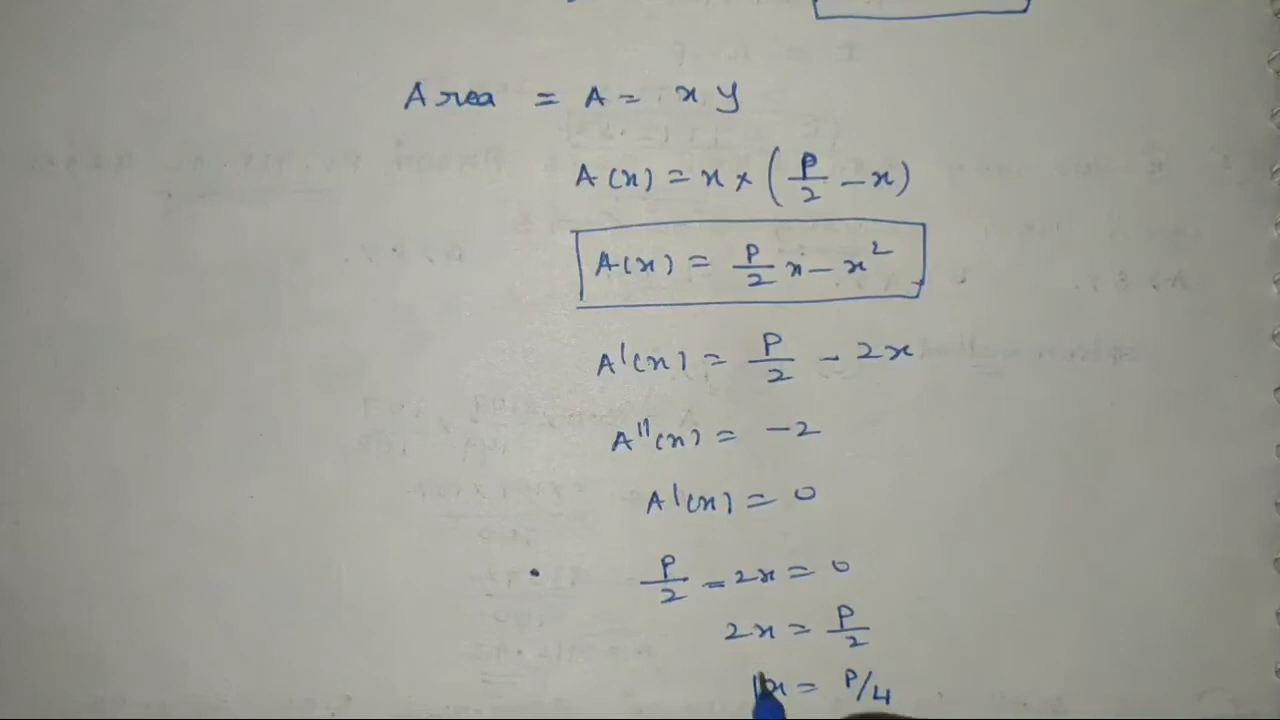 Area = A = x y
A(x) = x × (P/2 - x)
A(x) = P/2 x - x²
A'(x) = P/2 - 2x
A''(x) = -2
A'(x) = 0
P/2 - 2x = 0
2x = P/2
x = P/4